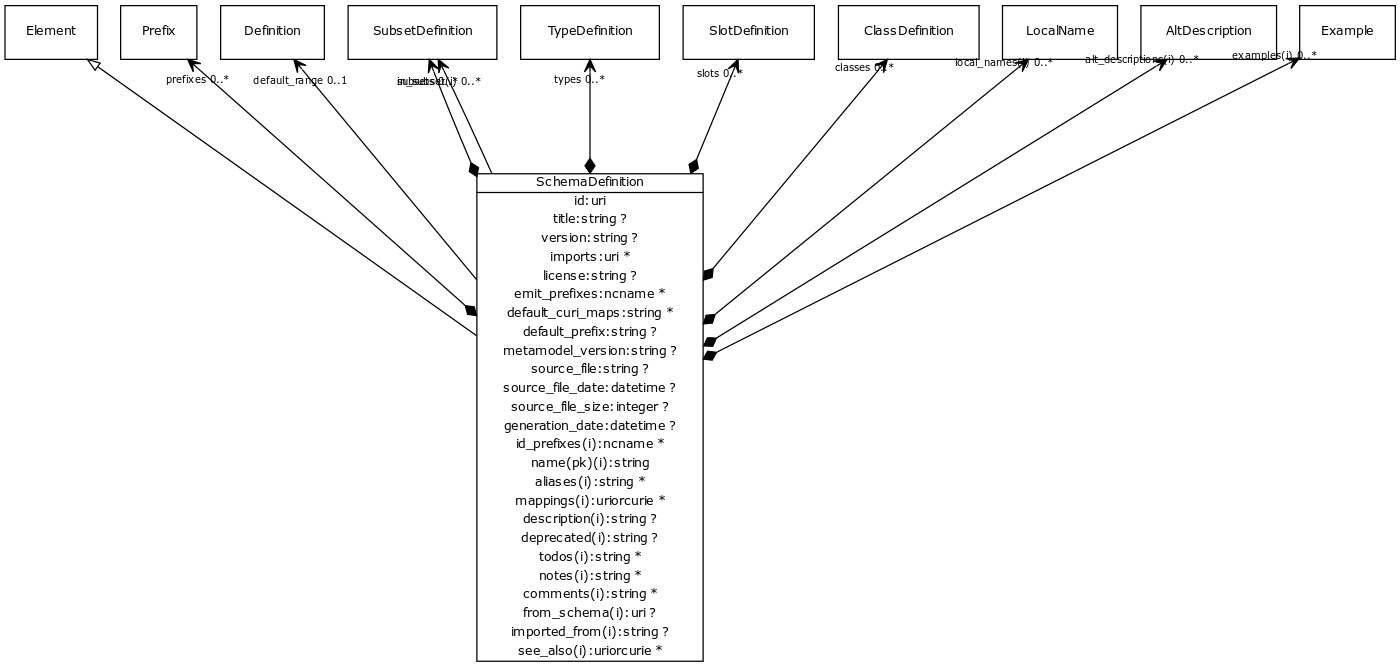 Element
Prefix
Definition
SubsetDefinition
TypeDefinition
SlotDefinition
ClassDefinition
LocalName
AltDescription
Example
prefixes 0..*
default_range 0..1
types 0..*
slots 0..*
classes 0..*
local_names(i) 0..*
alt_descriptions(i) 0..*
examples(i) 0..*
SchemaDefinition
id:uri
title:string ?
version:string ?
imports:uri *
license:string ?
emit_prefixes:ncname *
default_curi_maps:string *
default_prefix:string ?
metamodel_version:string ?
source_file:string ?
source_file_date:datetime ?
source_file_size:integer ?
generation_date:datetime ?
id_prefixes(i):ncname *
name(pk)(i):string
aliases(i):string *
mappings(i):uriorcurie *
description(i):string ?
deprecated(i):string ?
todos(i):string *
notes(i):string *
comments(i):string *
from_schema(i):uri ?
imported_from(i):string ?
see_also(i):uriorcurie *